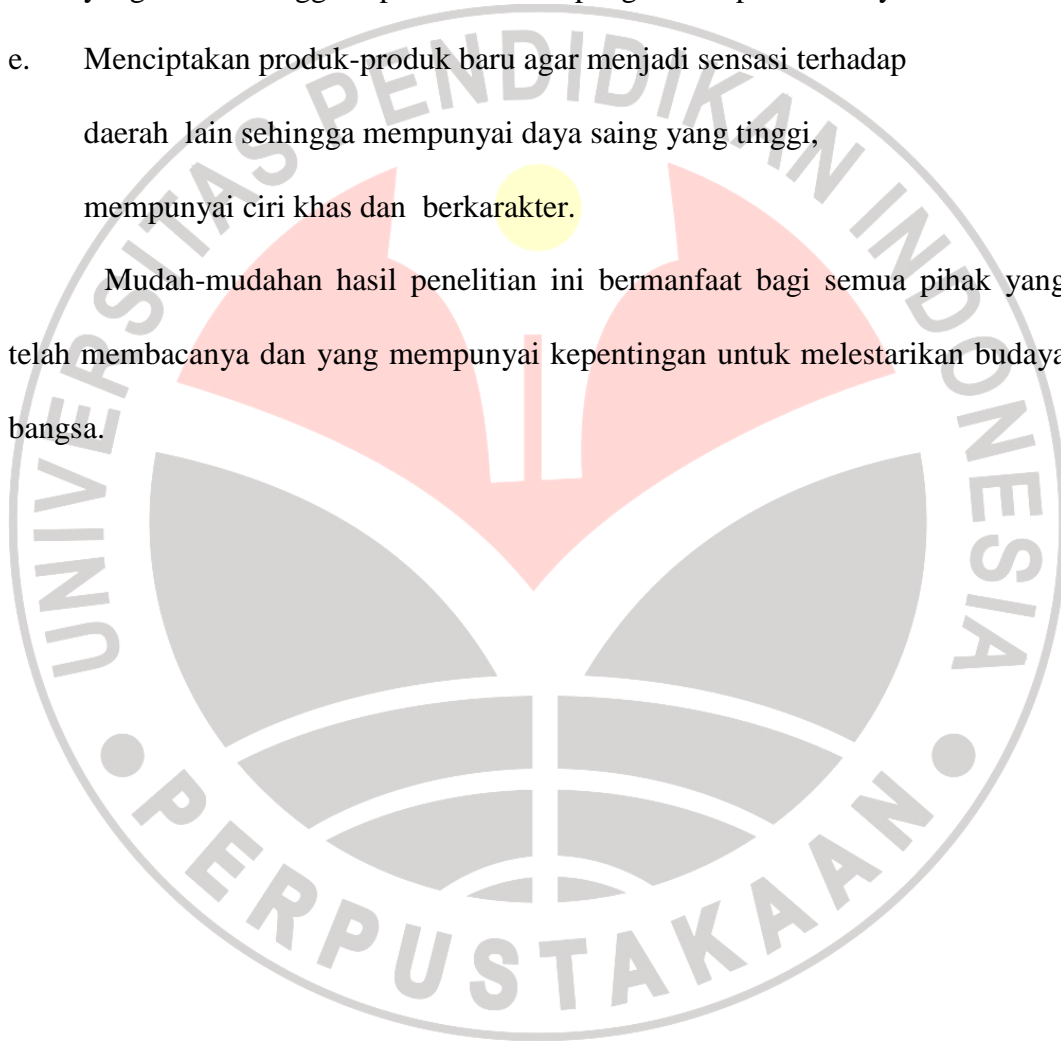 e. Menciptakan produk-produk baru agar menjadi sensasi terhadap
daerah lain sehingga mempunyai daya saing yang tinggi,
mempunyai ciri khas dan berkarakter.
Mudah-mudahan hasil penelitian ini bermanfaat bagi semua pihak yang
telah membacanya dan yang mempunyai kepentingan untuk melestarikan budaya
bangsa.
UNIVERSITAS PENDIDIKAN INDONESIA
PERPUSTAKAAN